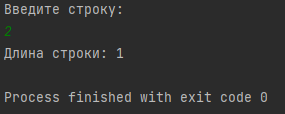 Введите строку:
2
Длина строки: 1
Process finished with exit code 0